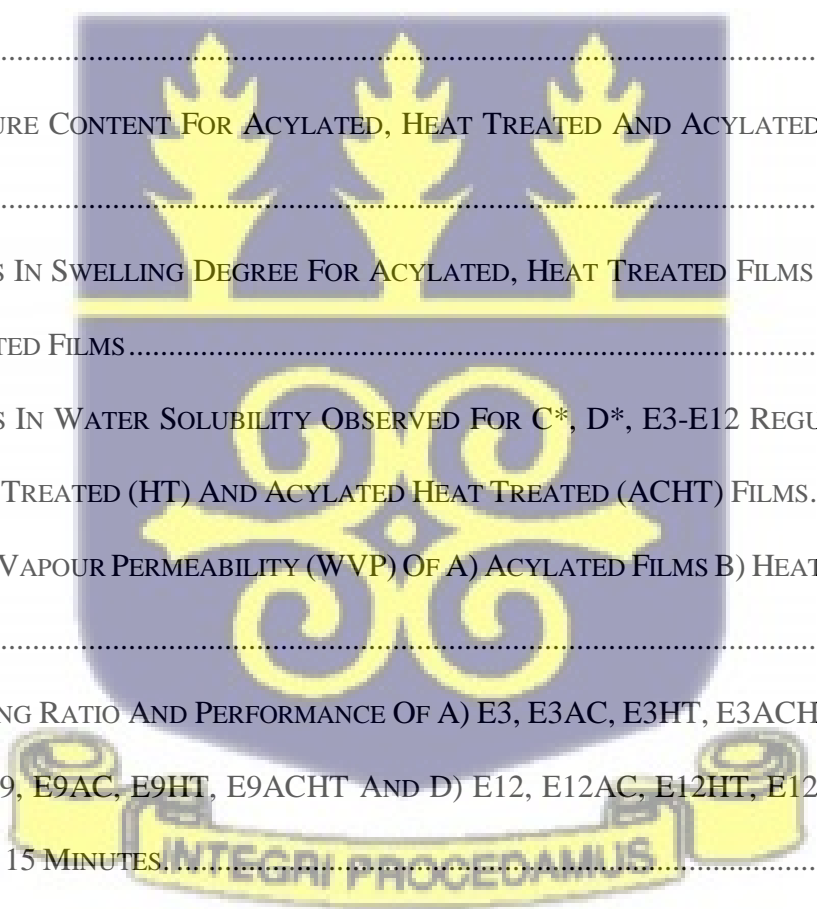 ....................................................................................................
URE CONTENT FOR ACYLATED, HEAT TREATED AND ACYLATED
....................................................................................................
S IN SWELLING DEGREE FOR ACYLATED, HEAT TREATED FILMS
TED FILMS....................................................................................
S IN WATER SOLUBILITY OBSERVED FOR C*, D*, E3-E12 REGU
TREATED (HT) AND ACYLATED HEAT TREATED (ACHT) FILMS.
VAPOUR PERMEABILITY (WVP) OF A) ACYLATED FILMS B) HEAT
....................................................................................................
NG RATIO AND PERFORMANCE OF A) E3, E3AC, E3HT, E3ACH
9, E9AC, E9HT, E9ACHT AND D) E12, E12AC, E12HT, E12
15 MINUTES....................................................................................
INTEGRI PROCEDAMUS